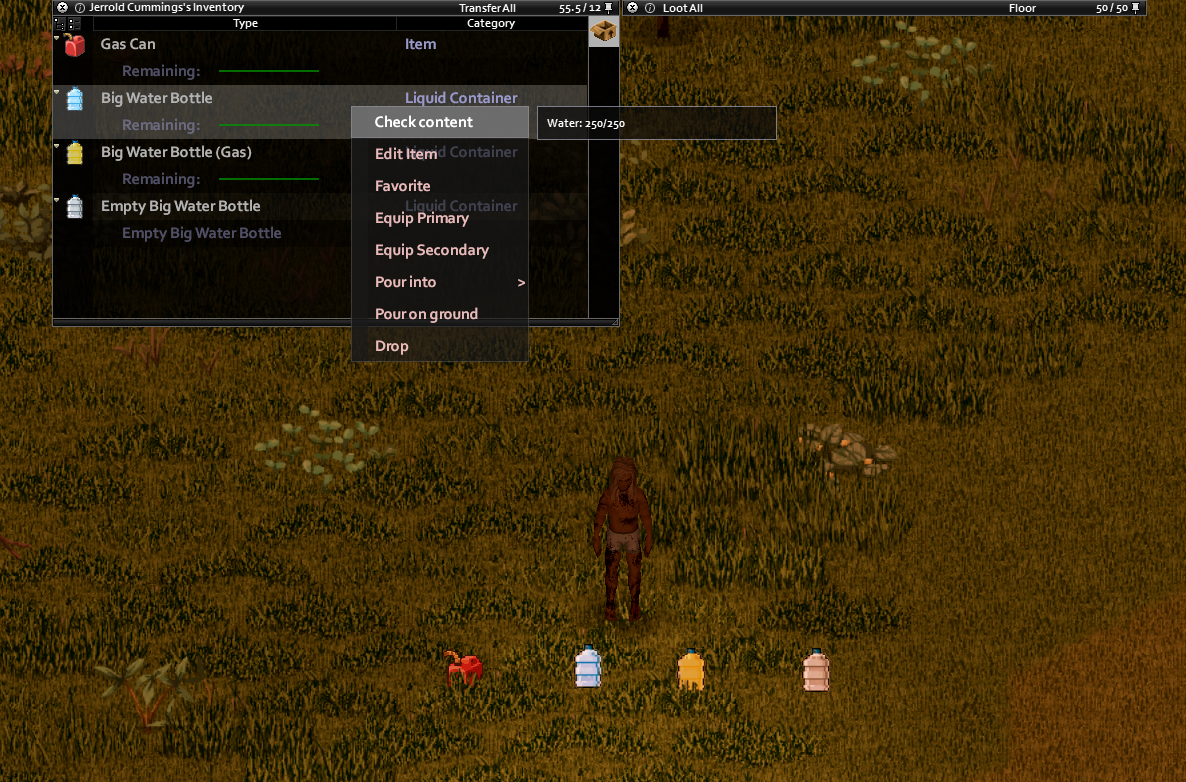 Jerrold Cummings's Inventory
Transfer All
55.5 / 12
Loot All
Floor
50 / 50
Type
Category
Gas Can
Item
Remaining:
Big Water Bottle
Liquid Container
Remaining:
Big Water Bottle (Gas)
Liquid Container
Remaining:
Empty Big Water Bottle
Liquid Container
Empty Big Water Bottle
Check content
Edit Item
Favorite
Equip Primary
Equip Secondary
Pour into >
Pour on ground
Drop
Water: 250/250